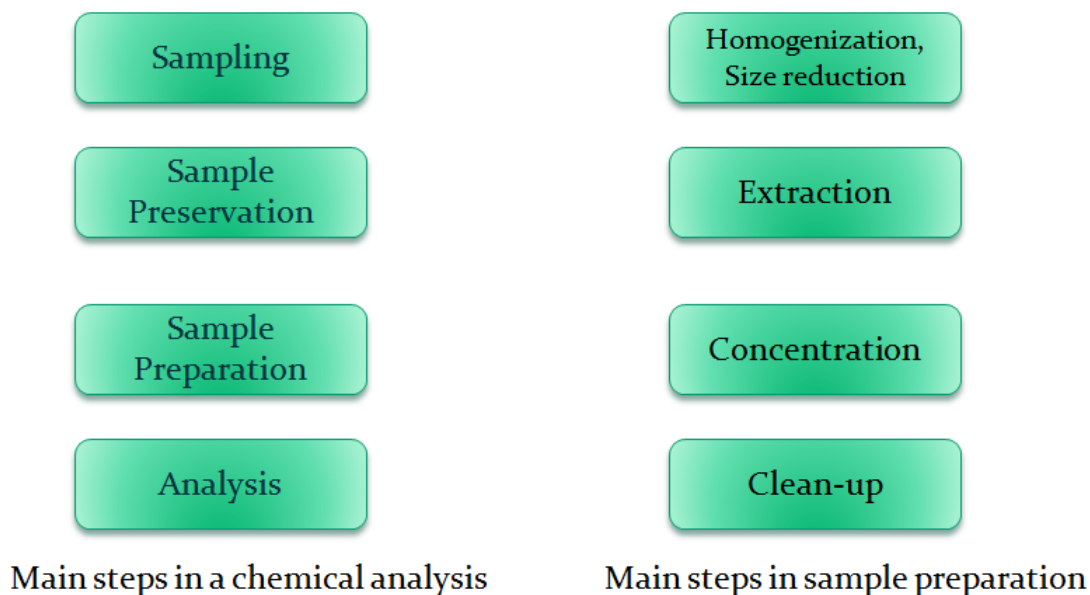 Sampling
Sample
Preservation
Sample
Preparation
Analysis
Main steps in a chemical analysis
Homogenization,
Size reduction
Extraction
Concentration
Clean-up
Main steps in sample preparation